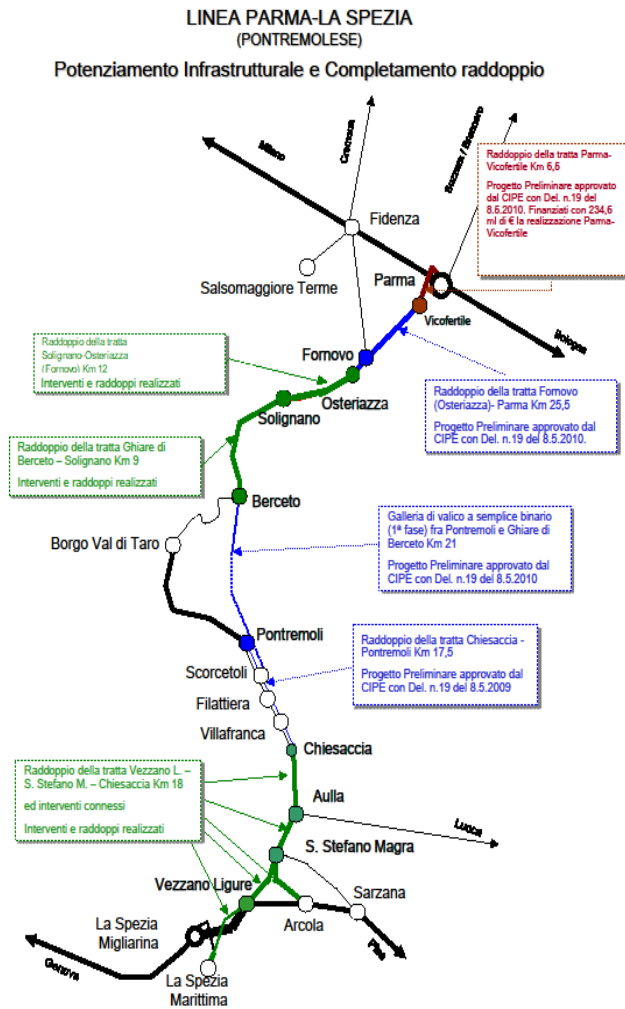 LINEA PARMA-LA SPEZIA
(PONTREMOLESE)
Potenziamento Infrastrutturale e Completamento raddoppio
Milano
Cremona
Bozzano / Brennero
Raddoppio della tratta Parma-
Vicofertile Km 6,5
Progetto Preliminare approvato
dal CIPE con Del. n.19 del
8.5.2010. Finanziati con 234,6
ml di € la realizzazione Parma-
Vicofertile
Fidenza
Salsomaggiore Terme
Parma
Vicofertile
Bologna
Fornovo
Raddoppio della tratta
Solignano-Osteriazza
(Fornovo) Km 12
Interventi e raddoppi realizzati
Osteriazza
Solignano
Raddoppio della tratta Fornovo
(Osteriazza)- Parma Km 25,5
Progetto Preliminare approvato dal
CIPE con Del. n.19 del 8.5.2010.
Raddoppio della tratta Ghiare di
Berceto – Solignano Km 9
Interventi e raddoppi realizzati
Berceto
Borgo Val di Taro
Galleria di valico a semplice binario
(1ª fase) fra Pontremoli e Ghiare di
Berceto Km 21
Progetto Preliminare approvato dal
CIPE con Del. n.19 del 8.5.2010
Pontremoli
Scorcetoli
Filattiera
Villafranca
Raddoppio della tratta Chiesaccia -
Pontremoli Km 17,5
Progetto Preliminare approvato dal
CIPE con Del. n.19 del 8.5.2009
Chiesaccia
Raddoppio della tratta Vezzano L. –
S. Stefano M. – Chiesaccia Km 18
ed interventi connessi
Interventi e raddoppi realizzati
Aulla
Lucca
S. Stefano Magra
Vezzano Ligure
Sarzana
Arcola
La Spezia
Migliarina
Pisa
Genova
La Spezia
Marittima